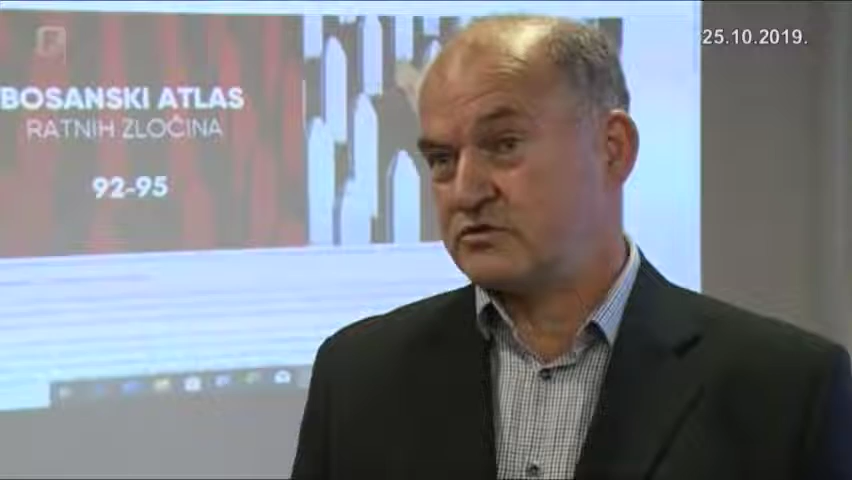 25.10.2019.
BOSANSKI ATLAS
RATNIH ZLOČINA
92-95